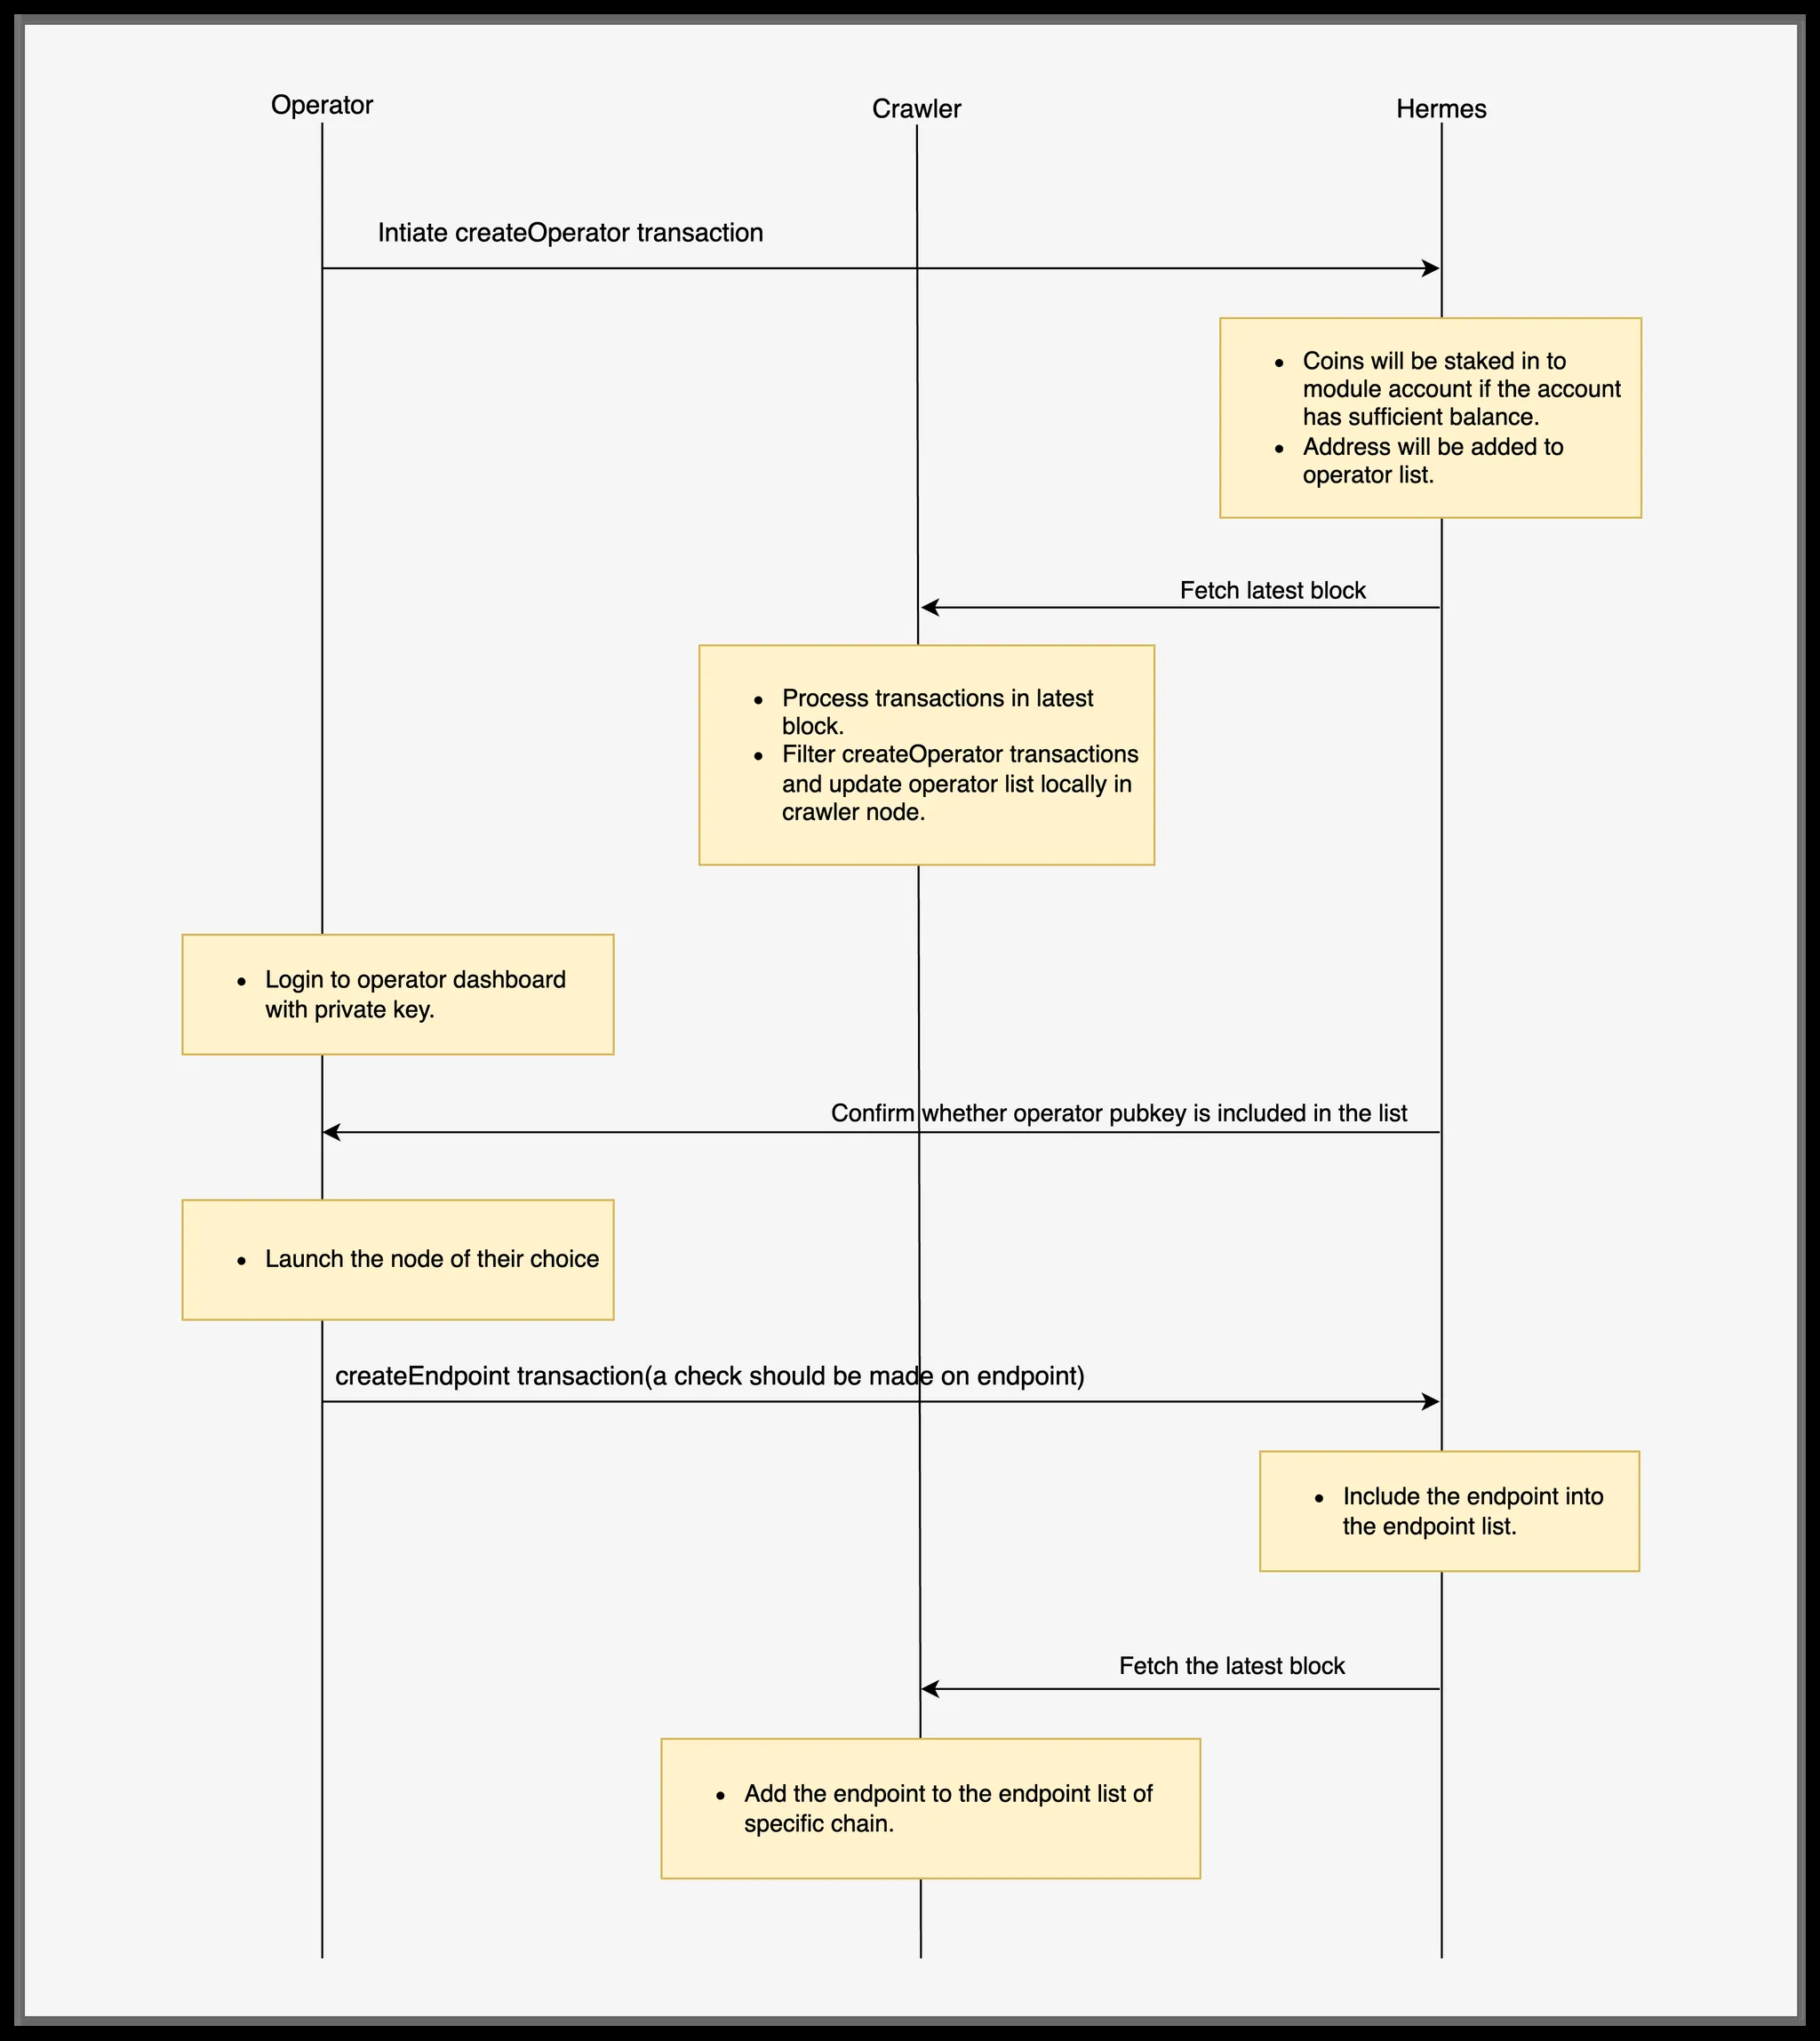 Operator
Crawler
Hermes
Intiate createOperator transaction
• Coins will be staked in to
module account if the account
has sufficient balance.
• Address will be added to
operator list.
Fetch latest block
• Process transactions in latest
block.
• Filter createOperator transactions
and update operator list locally in
crawler node.
• Login to operator dashboard
with private key.
Confirm whether operator pubkey is included in the list
• Launch the node of their choice
createEndpoint transaction(a check should be made on endpoint)
• Include the endpoint into
the endpoint list.
Fetch the latest block
• Add the endpoint to the endpoint list of
specific chain.